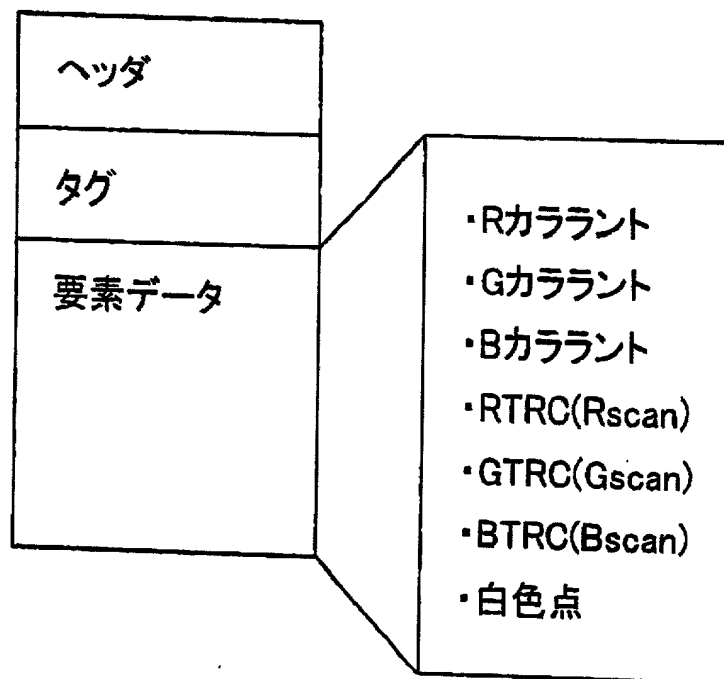 ヘッダ
タグ
要素データ
・Rカララント
・Gカララント
・Bカララント
・RTRC(Rscan)
・GTRC(Gscan)
・BTRC(Bscan)
・白色点